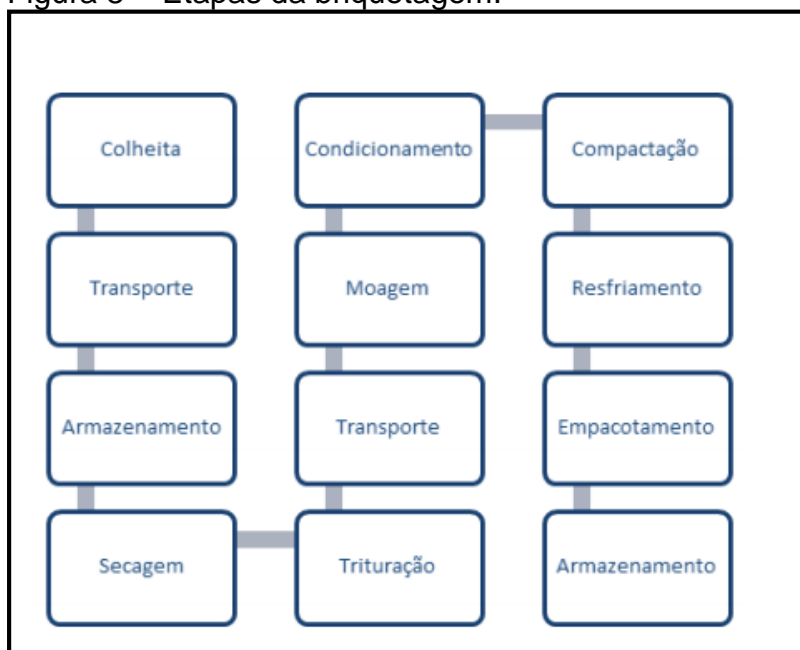 Colheita
Transporte
Armazenamento
Secagem
Trituração
Transporte
Moagem
Condicionamento
Compactação
Resfriamento
Empacotamento
Armazenamento